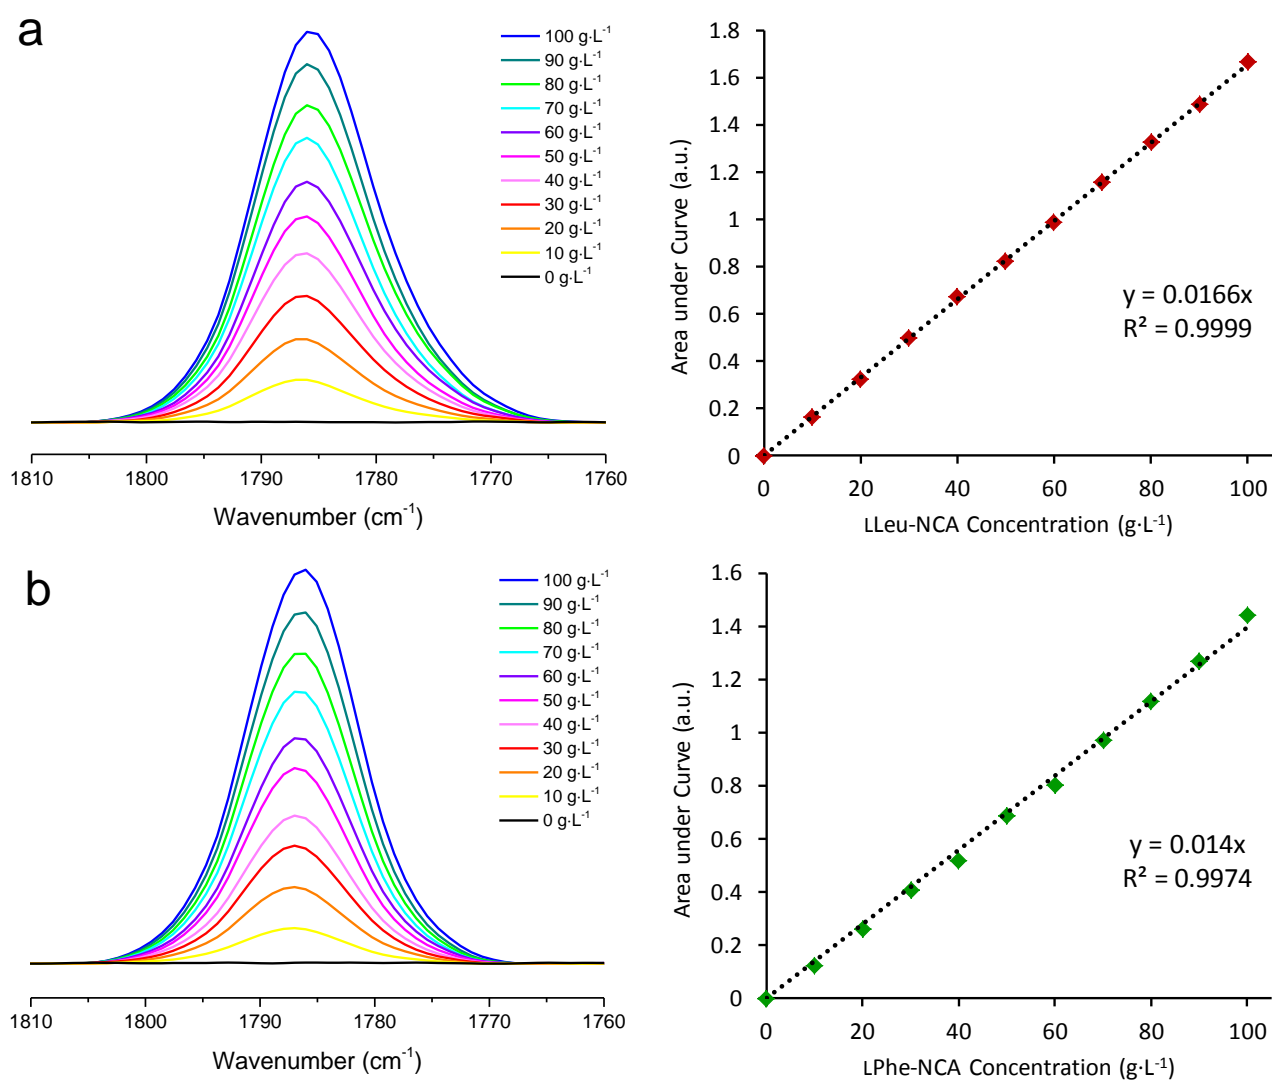 a
100 g·L⁻¹
90 g·L⁻¹
80 g·L⁻¹
70 g·L⁻¹
60 g·L⁻¹
50 g·L⁻¹
40 g·L⁻¹
30 g·L⁻¹
20 g·L⁻¹
10 g·L⁻¹
0 g·L⁻¹
1810 1800 1790 1780 1770 1760
Wavenumber (cm⁻¹)
1.8
1.6
1.4
1.2
1
0.8
0.6
0.4
0.2
0
Area under Curve (a.u.)
y = 0.0166x
R² = 0.9999
0 20 40 60 80 100
LLeu-NCA Concentration (g·L⁻¹)
b
100 g·L⁻¹
90 g·L⁻¹
80 g·L⁻¹
70 g·L⁻¹
60 g·L⁻¹
50 g·L⁻¹
40 g·L⁻¹
30 g·L⁻¹
20 g·L⁻¹
10 g·L⁻¹
0 g·L⁻¹
1810 1800 1790 1780 1770 1760
Wavenumber (cm⁻¹)
1.6
1.4
1.2
1
0.8
0.6
0.4
0.2
0
Area under Curve (a.u.)
y = 0.014x
R² = 0.9974
0 20 40 60 80 100
LPhe-NCA Concentration (g·L⁻¹)